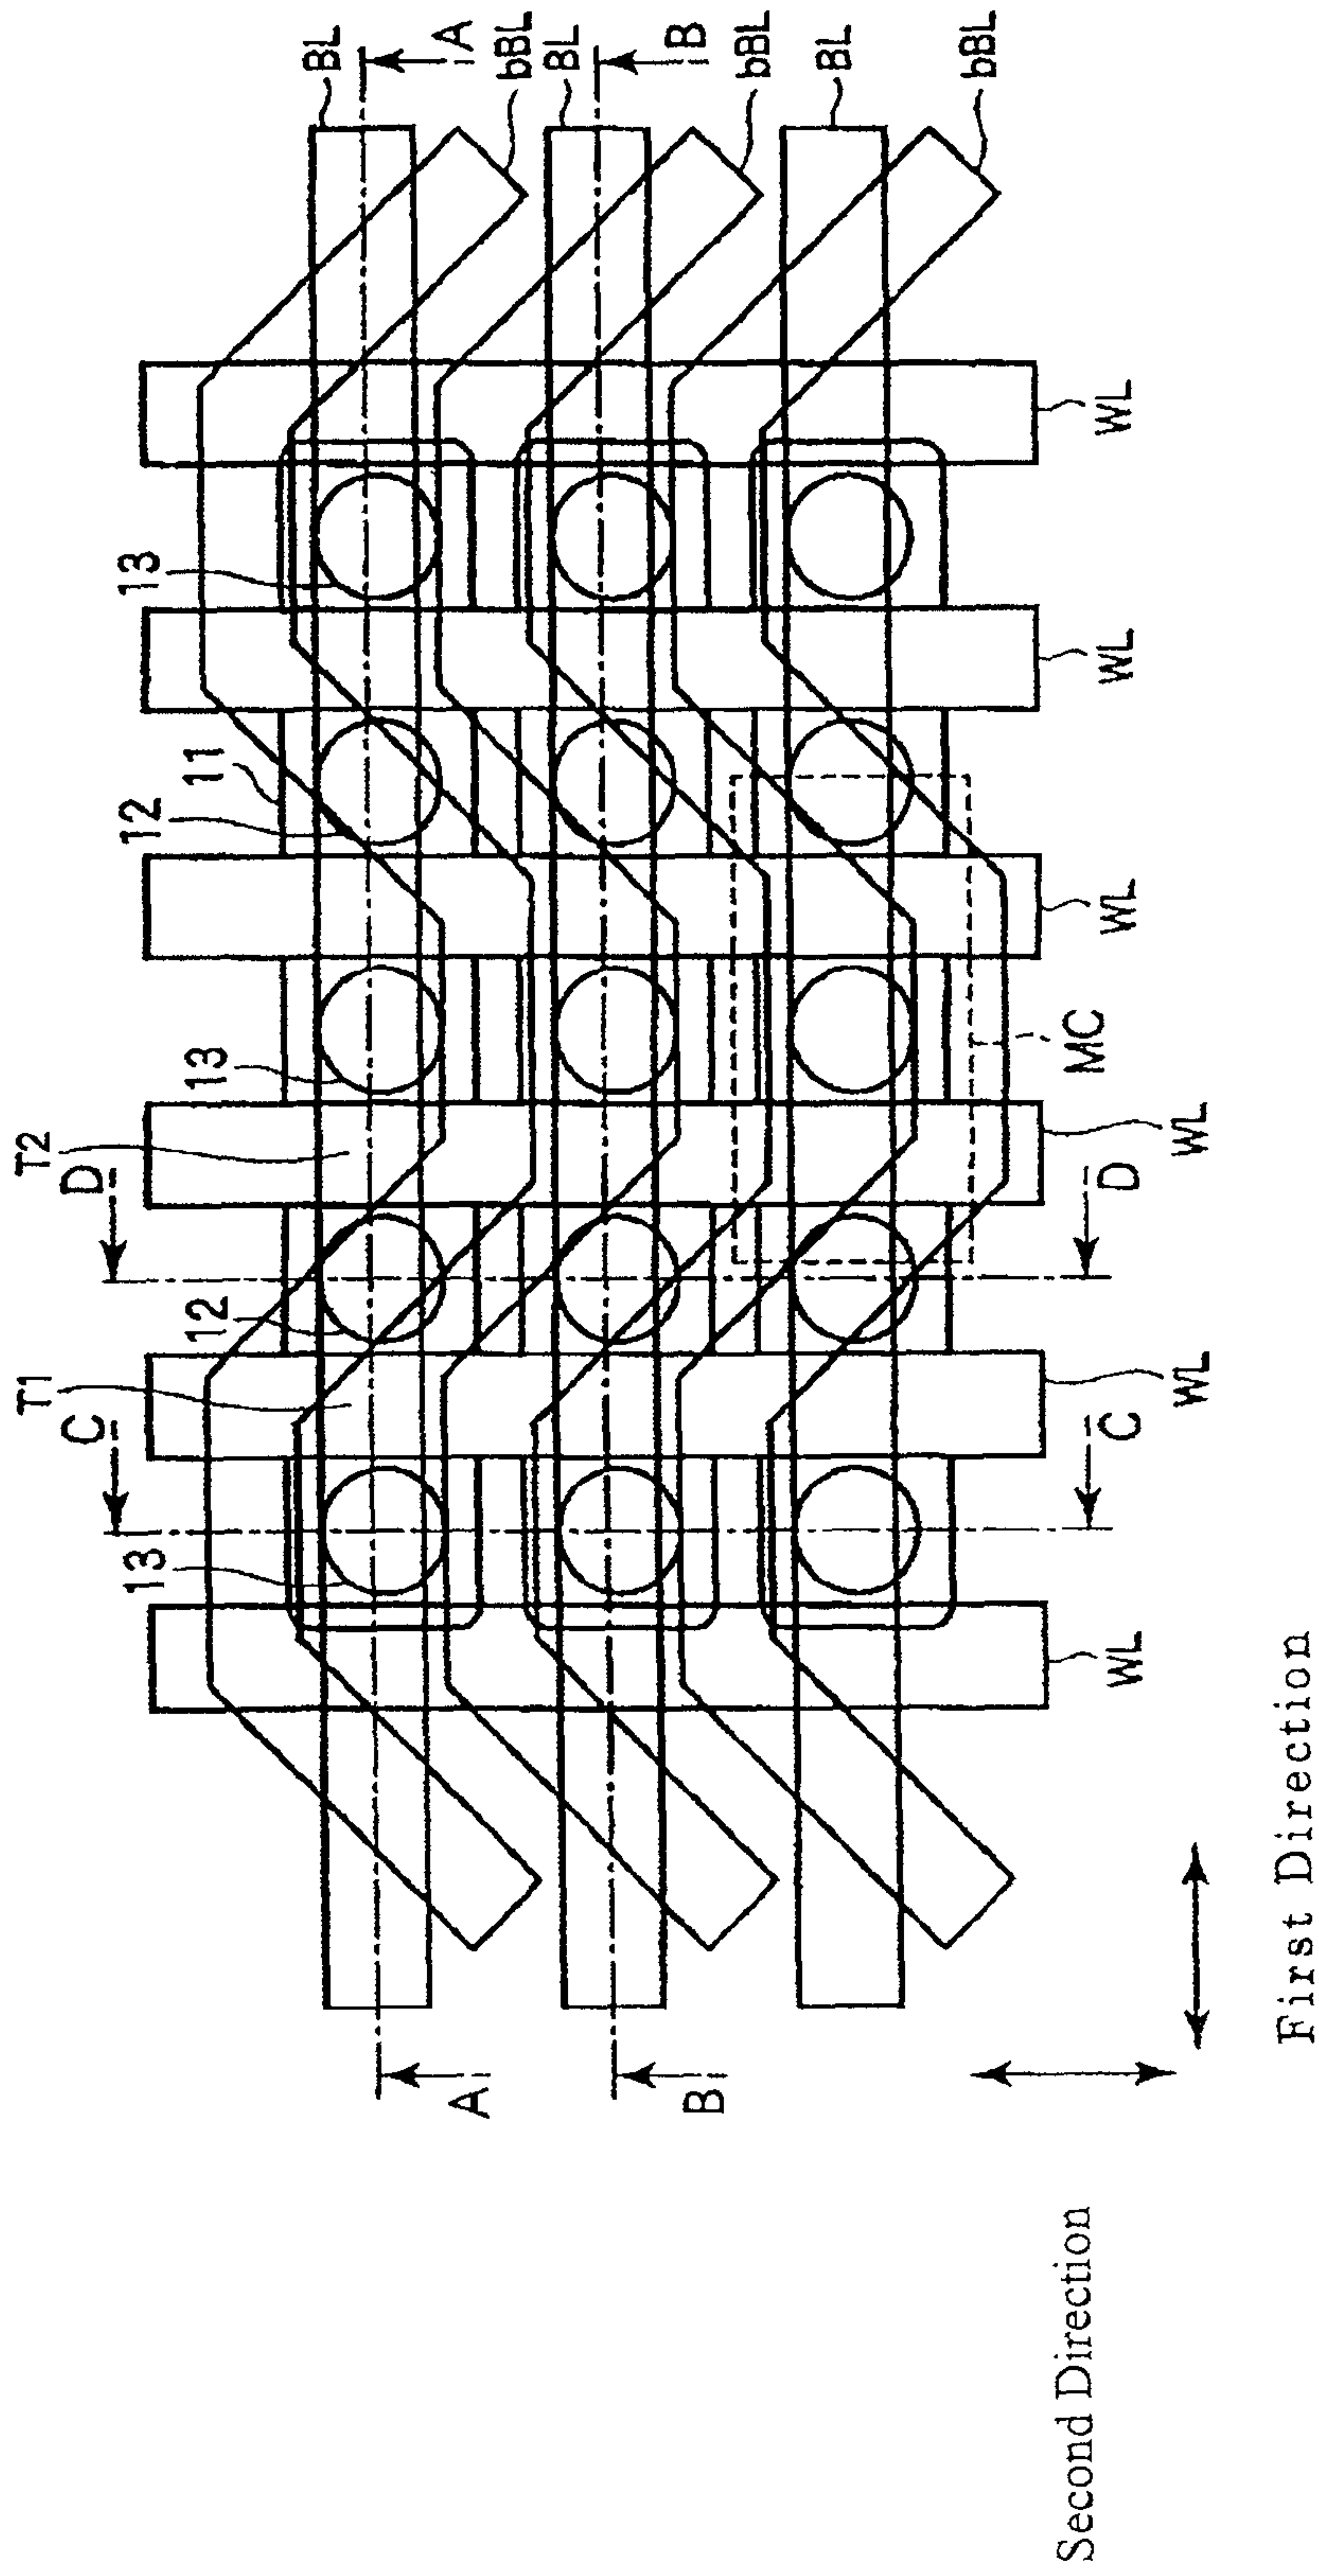 T1
T2
C
D
13
12
13
12
13
11
BL
A
A
bBL
BL
B
B
bBL
BL
bBL
MC
Second Direction
WL
C
D
WL
WL
WL
WL
WL
First Direction